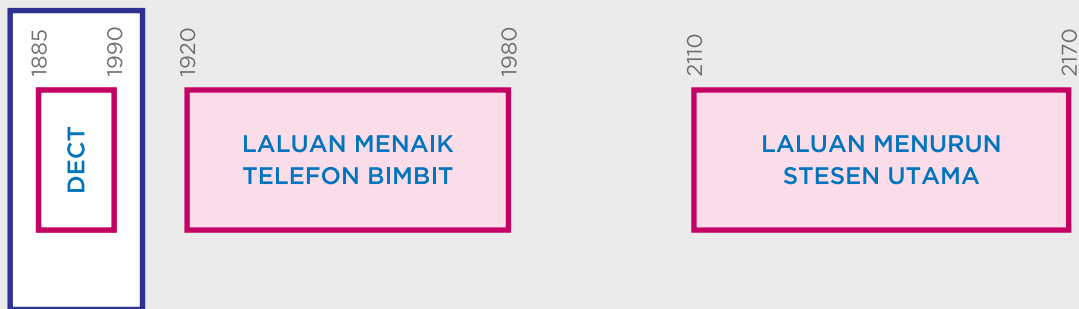 1885
1990
1920
1980
2110
2170
DECT
LALUAN MENAIK
TELEFON BIMBIT
LALUAN MENURUN
STESEN UTAMA